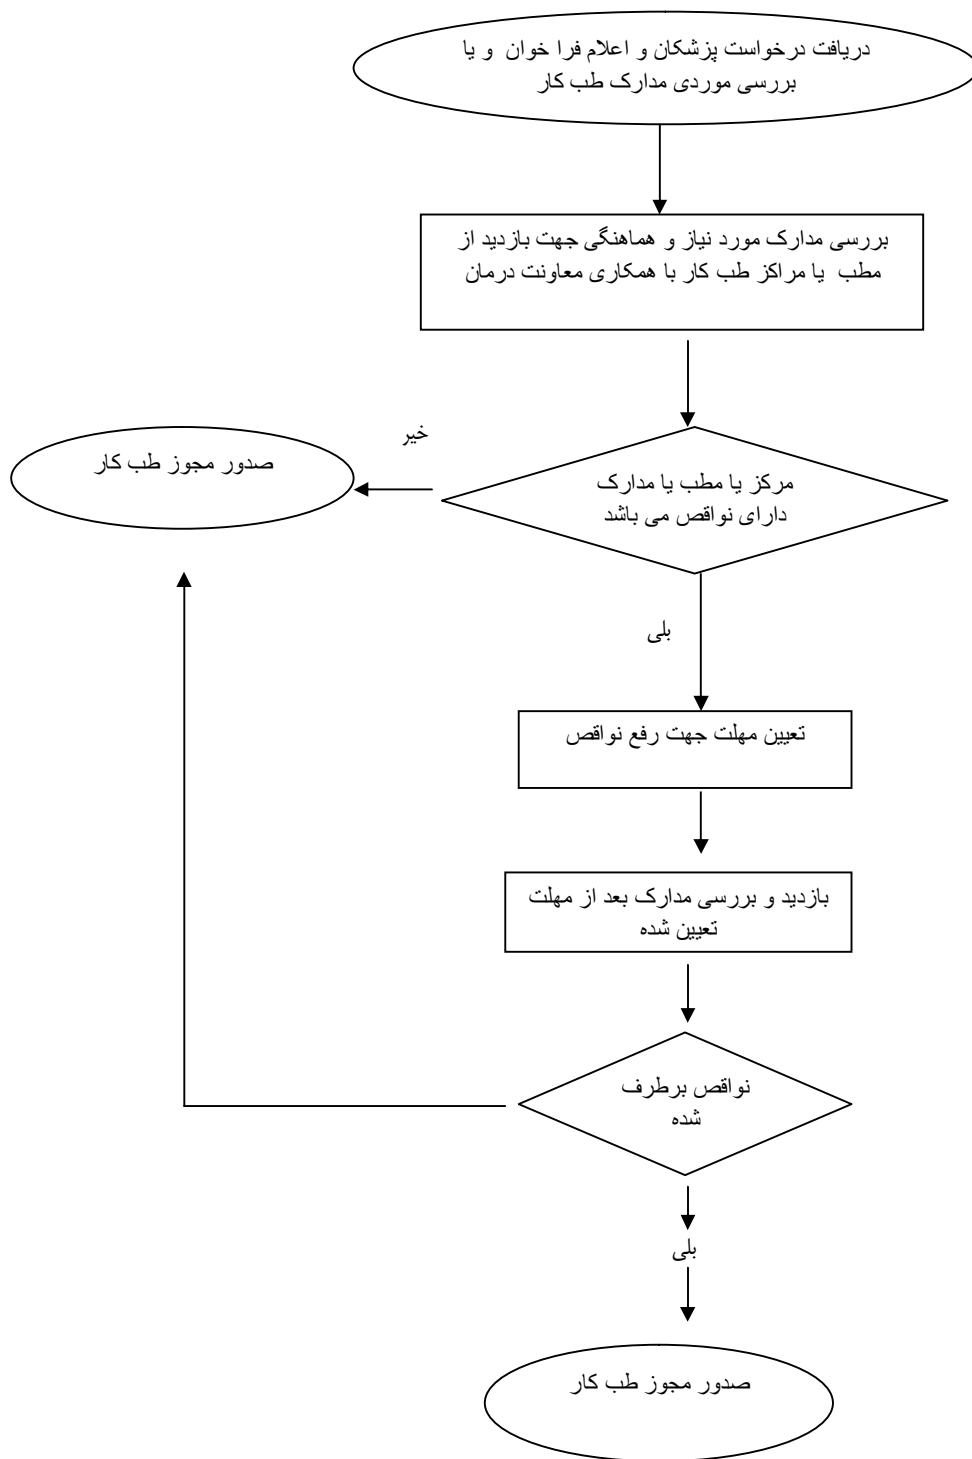 دریافت درخواست پزشکان و اعلام فرا خوان و یا
بررسی موردی مدارک طب کار
بررسی مدارک مورد نیاز و هماهنگی جهت بازدید از
مطب یا مراکز طب کار با همکاری معاونت درمان
مرکز یا مطب یا مدارک
دارای نواقص می باشد
خیر
صدور مجوز طب کار
بلی
تعیین مهلت جهت رفع نواقص
بازدید و بررسی مدارک بعد از مهلت
تعیین شده
نواقص برطرف
شده
بلی
صدور مجوز طب کار